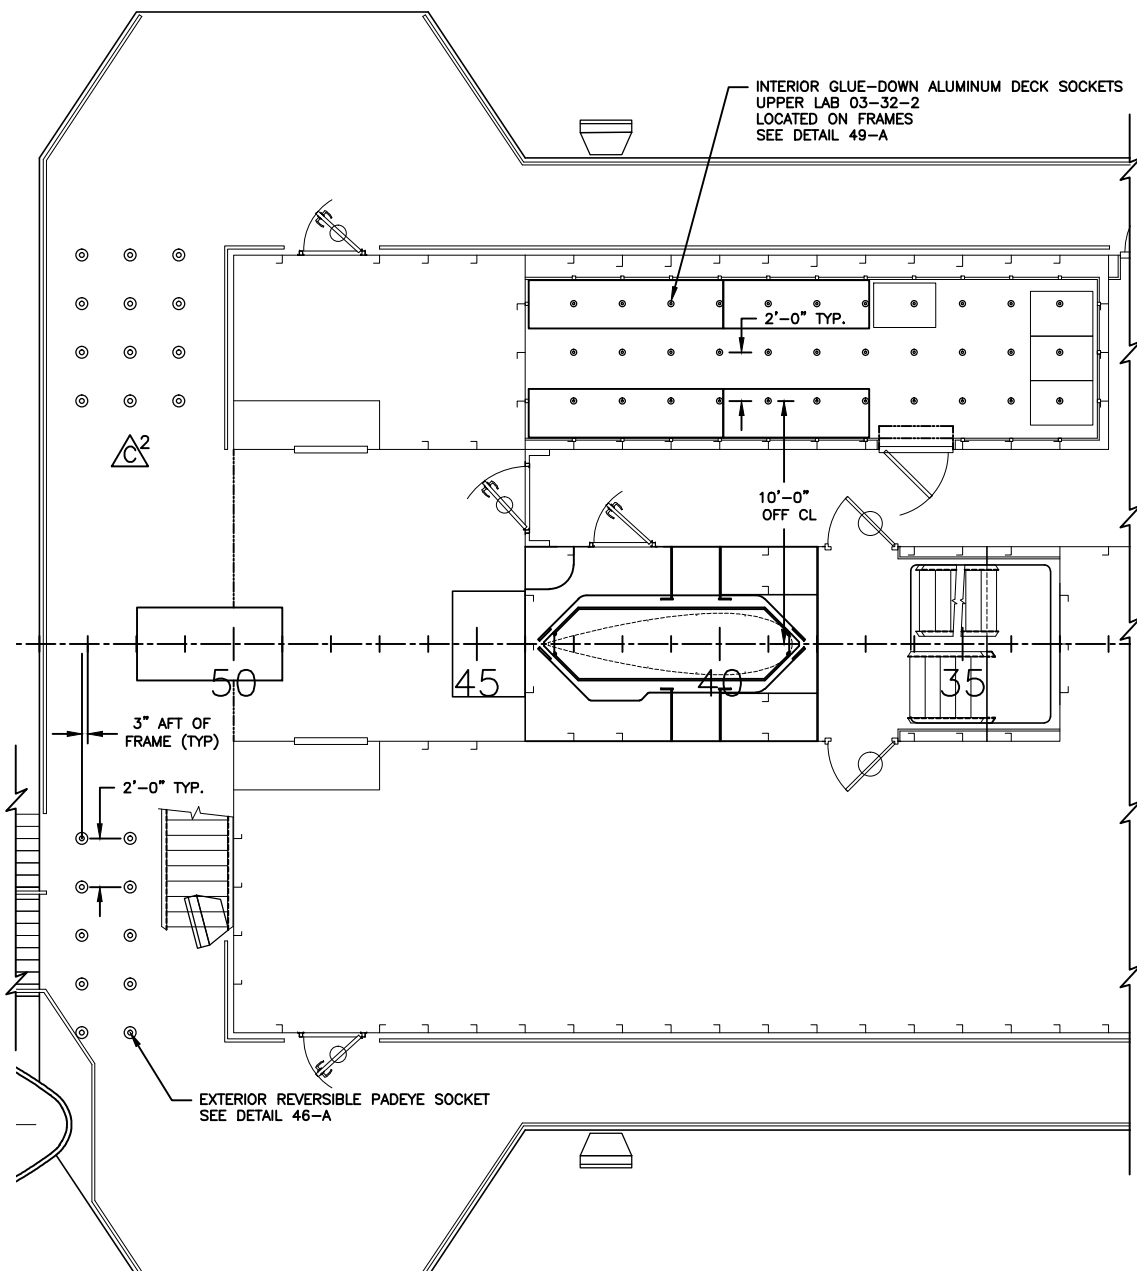 INTERIOR GLUE-DOWN ALUMINUM DECK SOCKETS
UPPER LAB 03-32-2
LOCATED ON FRAMES
SEE DETAIL 49-A
2'-0" TYP.
C 2
10'-0"
OFF CL
50
45
40
35
3" AFT OF
FRAME (TYP)
2'-0" TYP.
EXTERIOR REVERSIBLE PADEYE SOCKET
SEE DETAIL 46-A